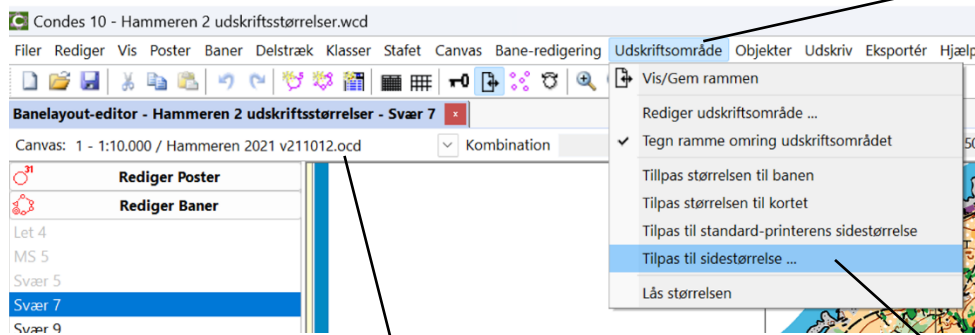 Condes 10 - Hammeren 2 udskriftsstørrelser.wcd
Filer Rediger Vis Poster Baner Delstræk Klasser Stafet Canvas Bane-redigering Udskriftsområde Objekter Udskriv Eksportér Hjælp
Vis/Gem rammen
Banelayout-editor - Hammeren 2 udskriftsstørrelser - Svær 7 x
Rediger udskriftsområde ...
Canvas: 1 - 1:10.000 / Hammeren 2021 v211012.ocd Kombination
Tegn ramme omring udskriftsområdet
31
Rediger Poster
Tillpas størrelsen til banen
Rediger Baner
Tilpas størrelsen til kortet
Let 4
Tilpas til standard-printerens sidestørrelse
MS 5
Tilpas til sidestørrelse ...
Svær 5
Lås størrelsen
Svær 7
Svær 9